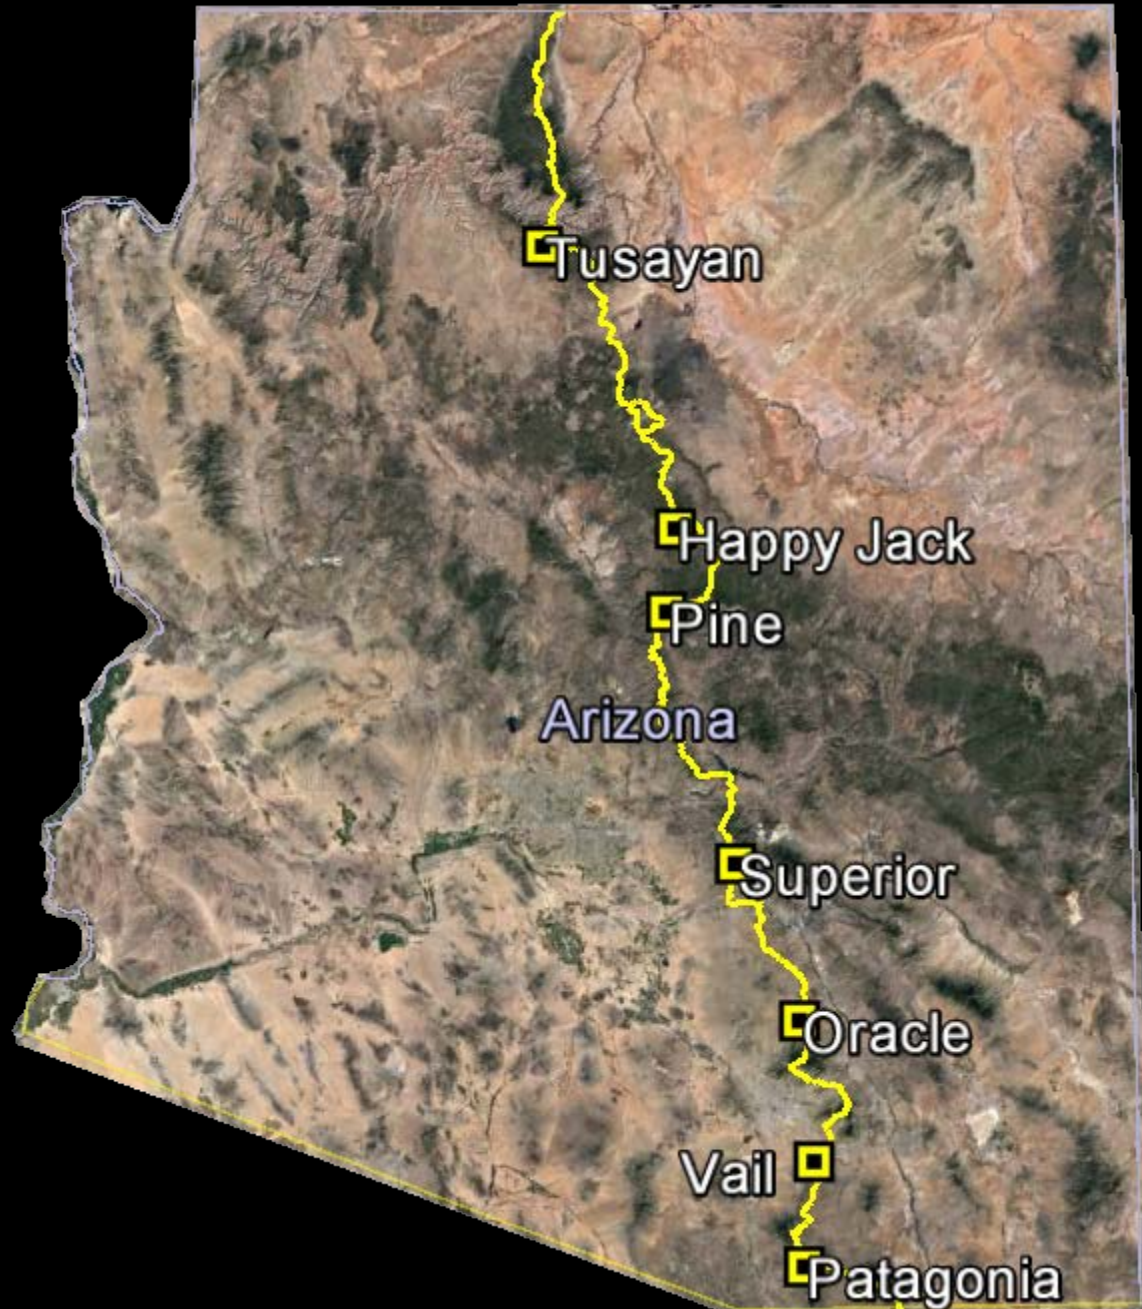 Tusayan
Happy Jack
Pine
Arizona
Superior
Oracle
Vail
Patagonia